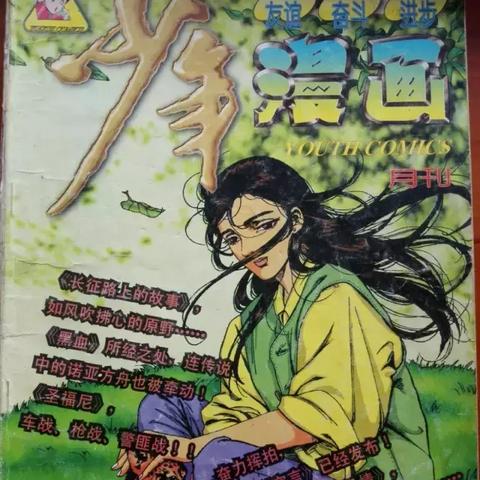 友谊 奋斗 进步
少年漫画
YOUTH COMICS
月刊
《长征路上的故事》，
如风吹拂心的原野……
《黑血》所经之处、连传说
中的诺亚方舟也被牵动！
《圣福尼》，
车战、枪战、警匪战！！
奋力挥拍，
已经发布！